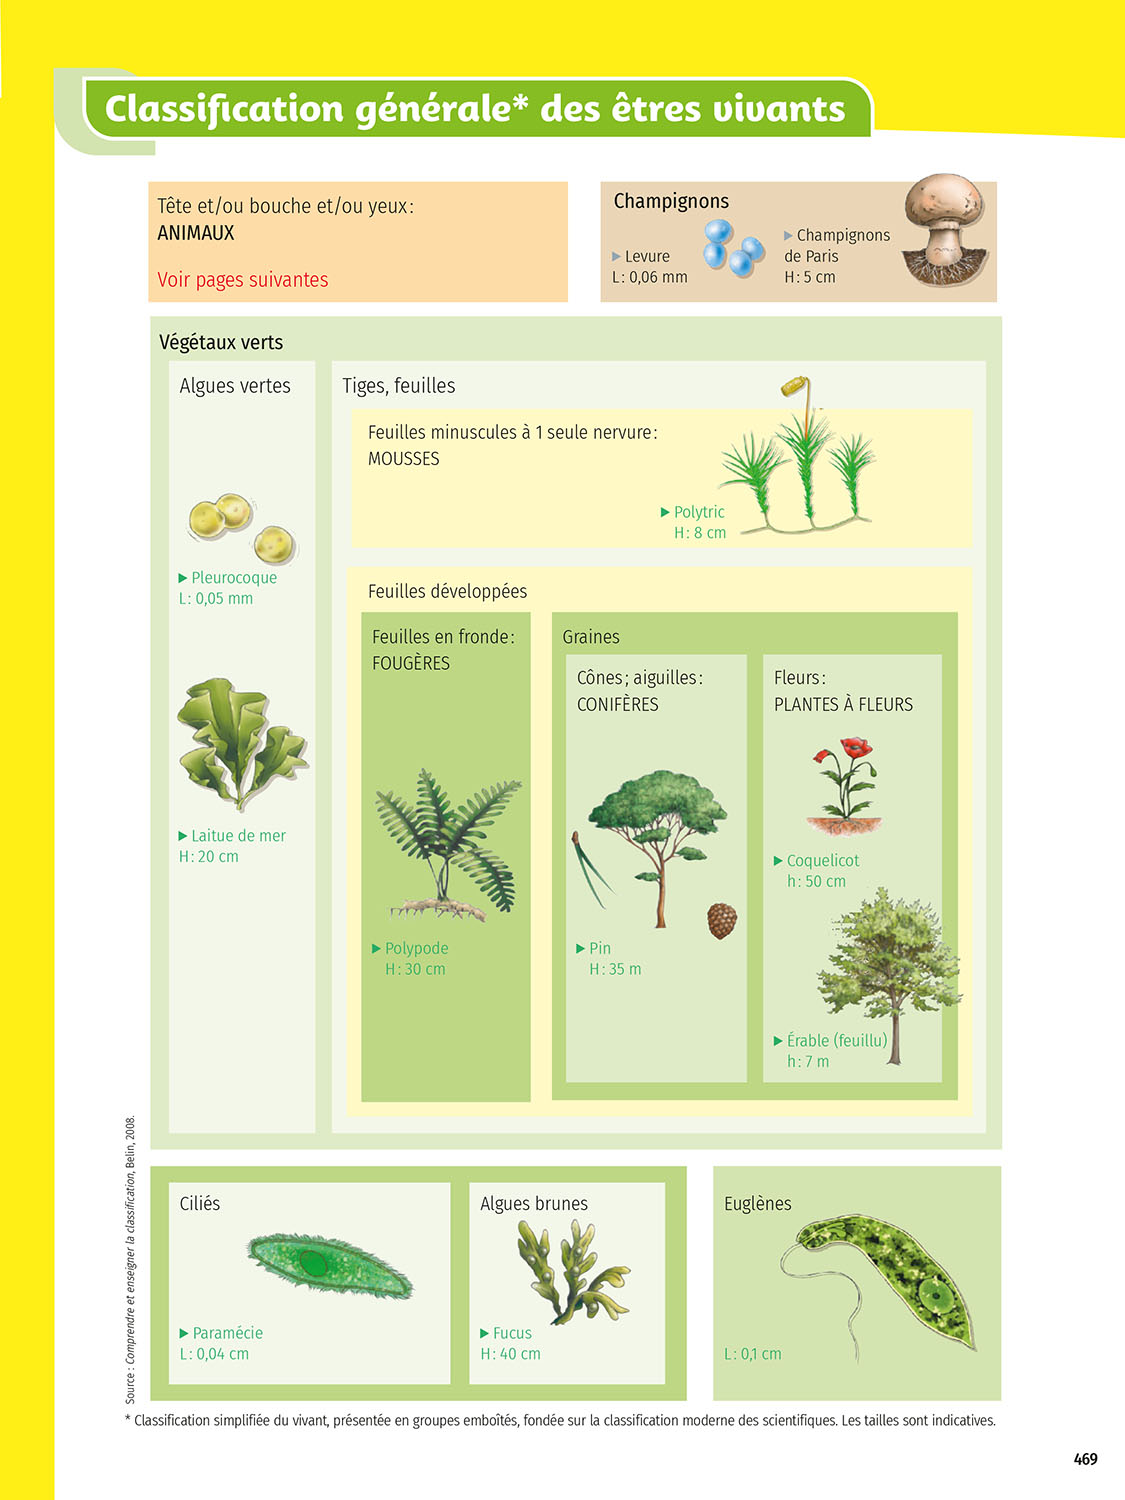 Classification générale* des êtres vivants
Tête et/ou bouche et/ou yeux :
ANIMAUX
Voir pages suivantes
Champignons
▶ Levure
L : 0,06 mm
▶ Champignons
de Paris
H : 5 cm
Végétaux verts
Algues vertes
▶ Pleurocoque
L : 0,05 mm
▶ Laitue de mer
H : 20 cm
Tiges, feuilles
Feuilles minuscules à 1 seule nervure :
MOUSSES
▶ Polytric
H : 8 cm
Feuilles développées
Feuilles en fronde :
FOUGÈRES
▶ Polypode
H : 30 cm
Graines
Cônes ; aiguilles :
CONIFÈRES
▶ Pin
H : 35 m
Fleurs :
PLANTES À FLEURS
▶ Coquelicot
h : 50 cm
▶ Érable (feuillu)
h : 7 m
Ciliés
▶ Paramécie
L : 0,04 cm
Algues brunes
▶ Fucus
H : 40 cm
Euglènes
L : 0,1 cm
Source : Comprendre et enseigner la classification, Belin, 2008.
* Classification simplifiée du vivant, présentée en groupes emboîtés, fondée sur la classification moderne des scientifiques. Les tailles sont indicatives.
469